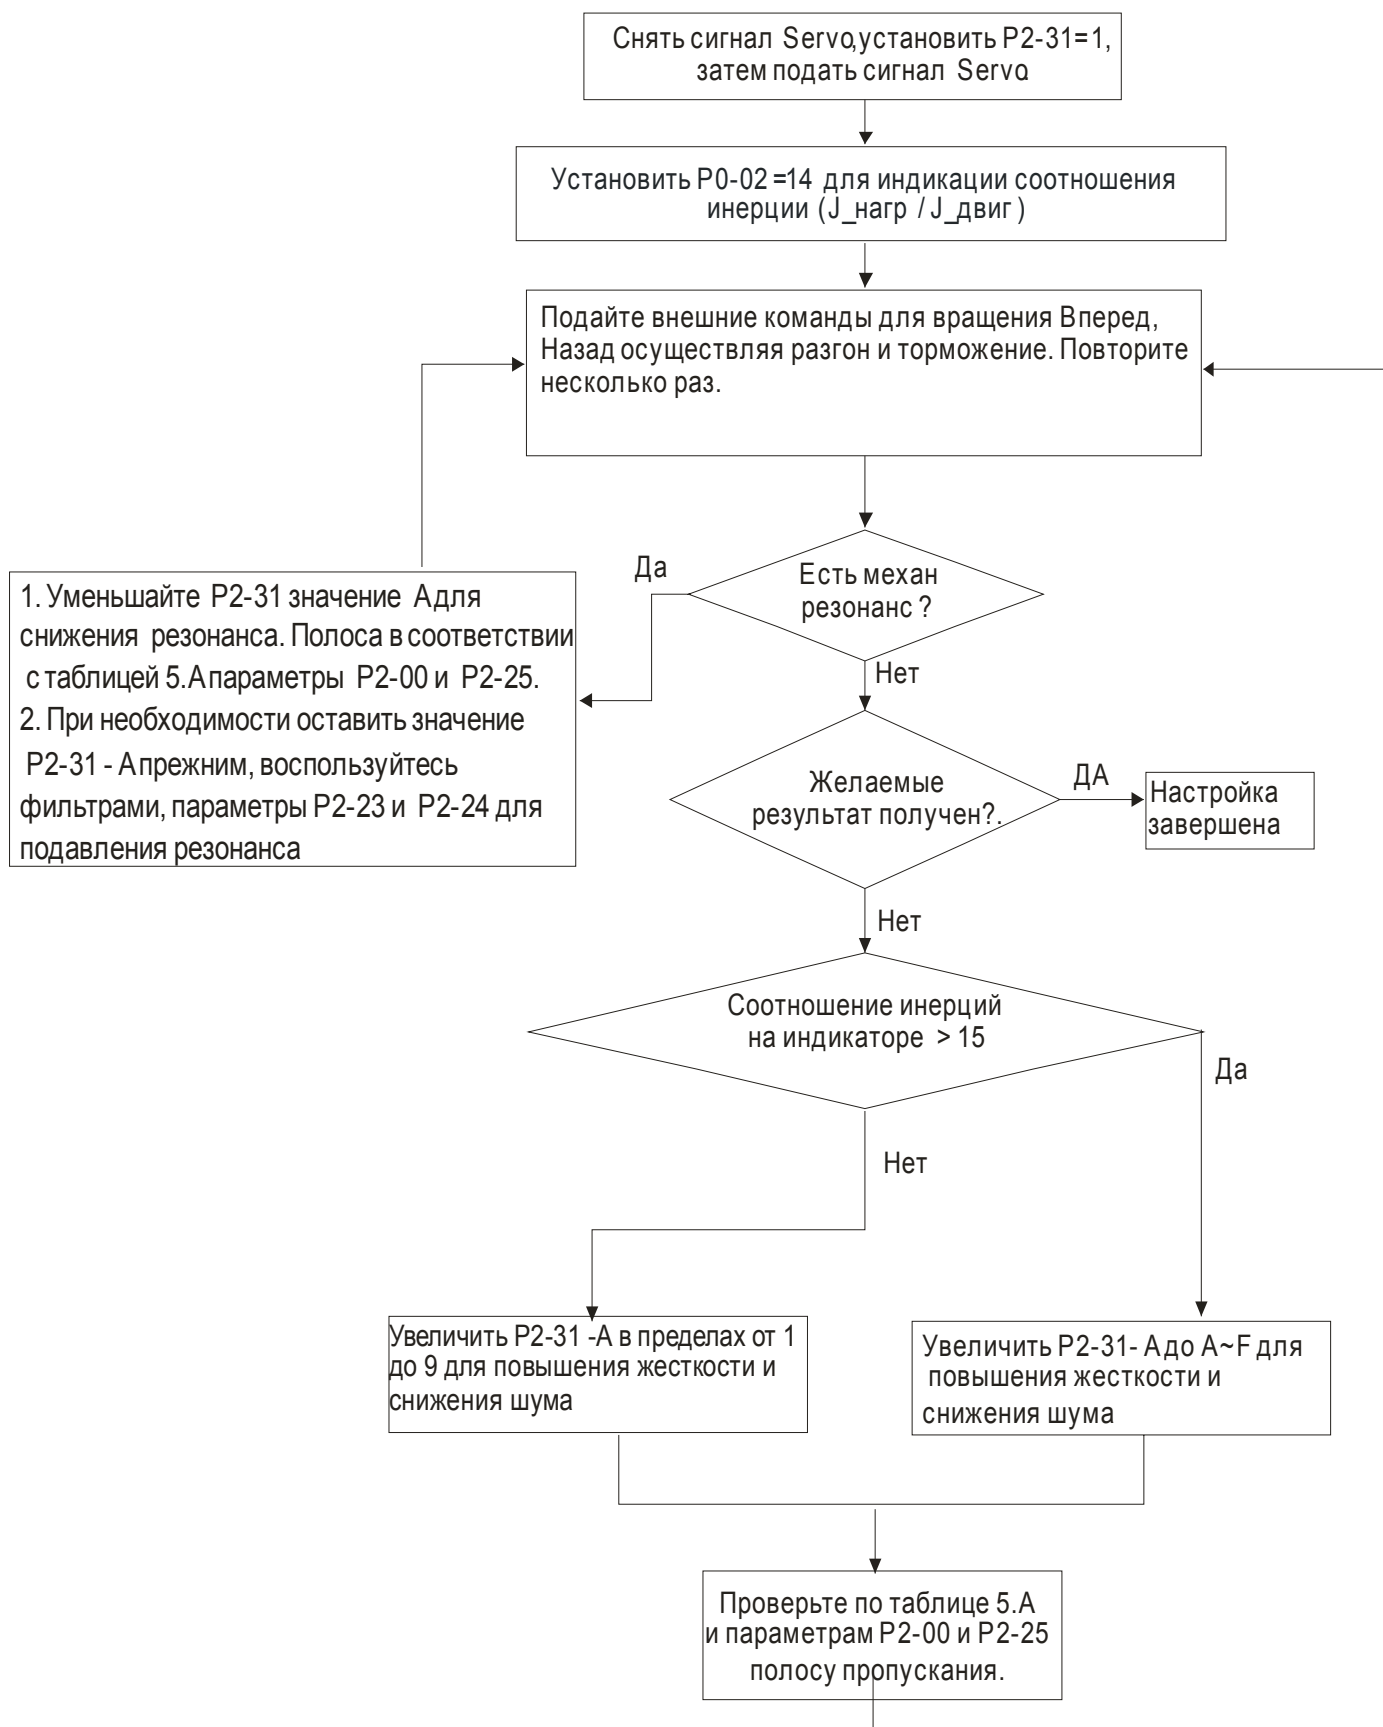 Снять сигнал Servo,установить P2-31=1,
затем подать сигнал Servo.
Установить P0-02 =14 для индикации соотношения
инерции (J_нагр / J_двиг )
Подайте внешние команды для вращения Вперед,
Назад осуществляя разгон и торможение. Повторите
несколько раз.
Да
Есть механ
резонанс ?
1. Уменьшайте P2-31 значение A для
снижения резонанса. Полоса в соответствии
с таблицей 5.A параметры P2-00 и P2-25.
2. При необходимости оставить значение
P2-31 - A прежним, воспользуйтесь
фильтрами, параметры P2-23 и P2-24 для
подавления резонанса
Нет
Желаемые
результат получен?.
ДА
Настройка
завершена
Нет
Соотношение инерций
на индикаторе > 15
Да
Нет
Увеличить P2-31 -A в пределах от 1
до 9 для повышения жесткости и
снижения шума
Увеличить P2-31- A до A~F для
повышения жесткости и
снижения шума
Проверьте по таблице 5.A
и параметрам P2-00 и P2-25
полосу пропускания.